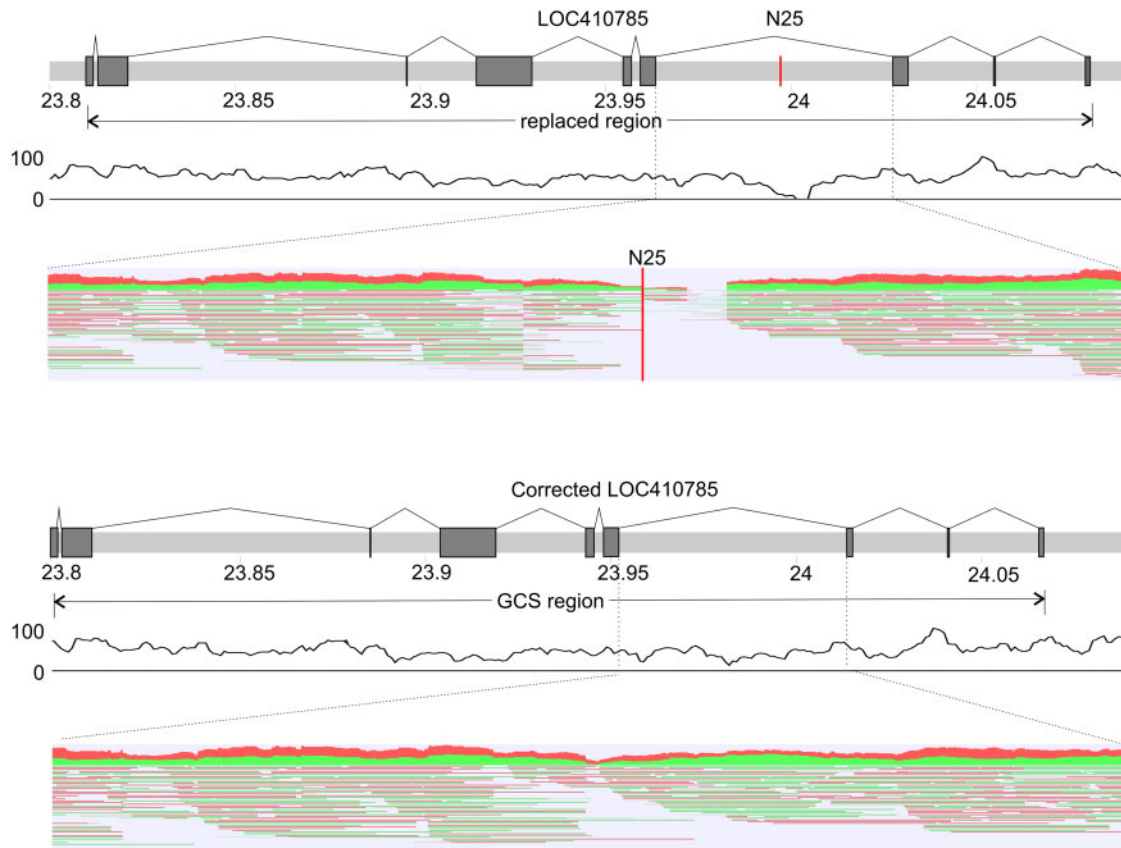 LOC410785 N25
23.8 23.85 23.9 23.95 24 24.05
replaced region
100
0
N25
Corrected LOC410785
23.8 23.85 23.9 23.95 24 24.05
GCS region
100
0